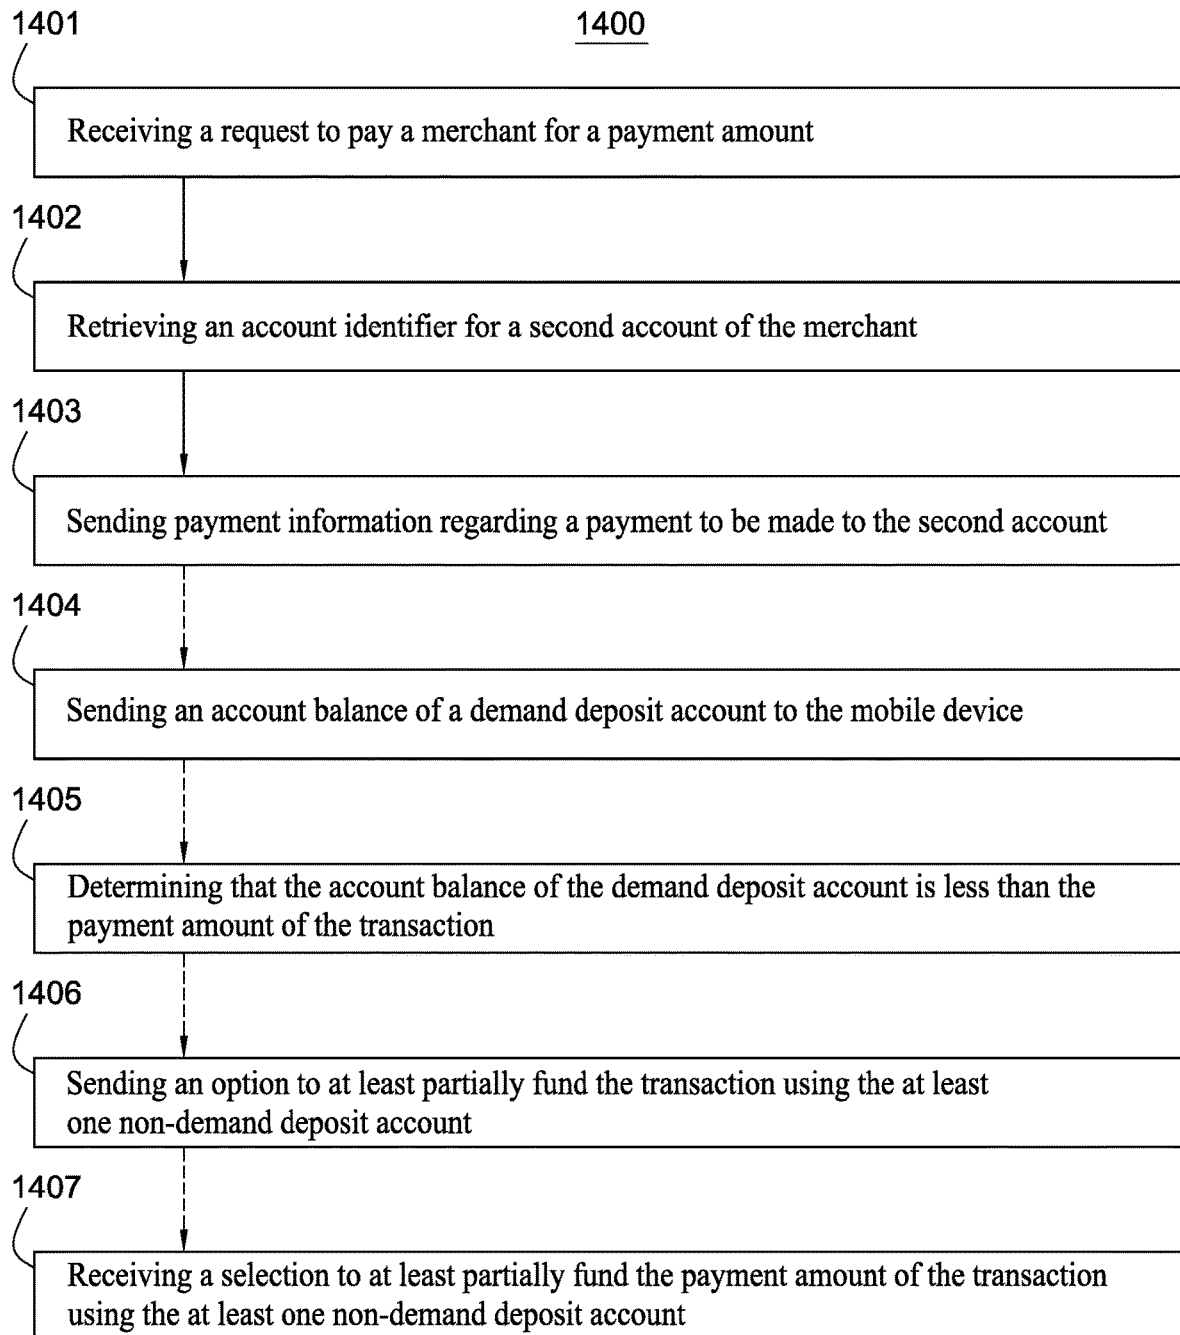 1401
1400
Receiving a request to pay a merchant for a payment amount
1402
Retrieving an account identifier for a second account of the merchant
1403
Sending payment information regarding a payment to be made to the second account
1404
Sending an account balance of a demand deposit account to the mobile device
1405
Determining that the account balance of the demand deposit account is less than the
payment amount of the transaction
1406
Sending an option to at least partially fund the transaction using the at least
one non-demand deposit account
1407
Receiving a selection to at least partially fund the payment amount of the transaction
using the at least one non-demand deposit account